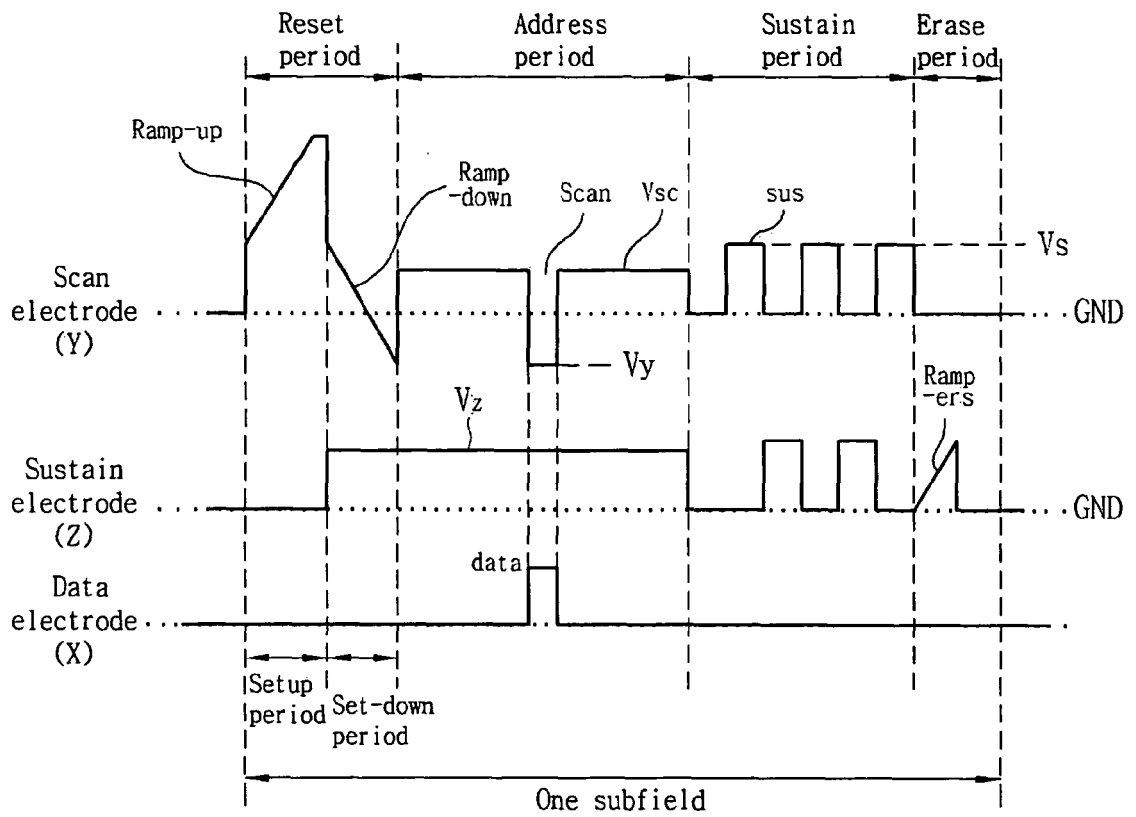 Reset
period
Address
period
Sustain
period
Erase
period
Ramp-up
Ramp
-down
Scan
Vsc
sus
Vs
Scan
electrode
(Y)
GND
Vy
Ramp
-ers
Vz
Sustain
electrode
(Z)
GND
data
Data
electrode
(X)
Setup
period
Set-down
period
One subfield